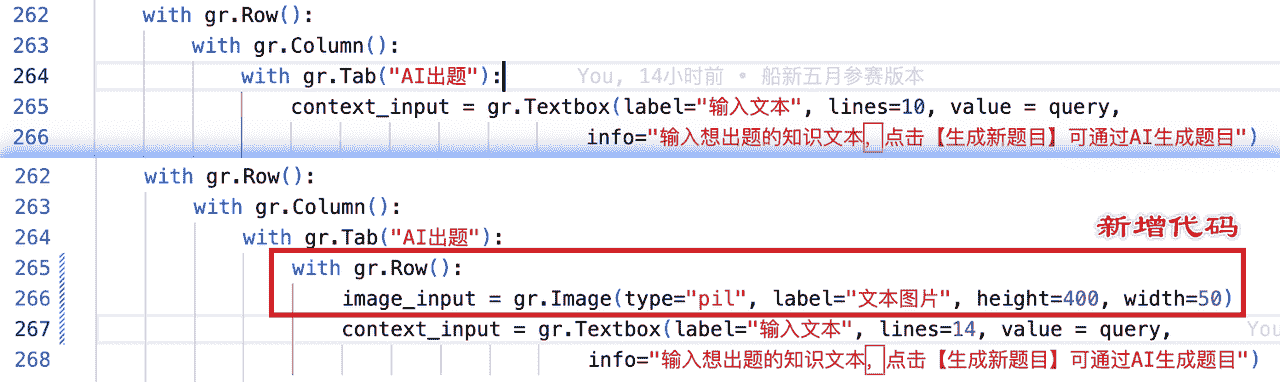 262 with gr.Row():
263 with gr.Column():
264 with gr.Tab("AI出题"): You, 14小时前 • 船新五月参赛版本
265 context_input = gr.Textbox(label="输入文本", lines=10, value = query,
266 info="输入想出题的知识文本，点击【生成新题目】可通过AI生成题目")
262 with gr.Row():
263 with gr.Column():
264 with gr.Tab("AI出题"):
新增代码
265 with gr.Row():
266 image_input = gr.Image(type="pil", label="文本图片", height=400, width=50)
267 context_input = gr.Textbox(label="输入文本", lines=14, value = query, You
268 info="输入想出题的知识文本，点击【生成新题目】可通过AI生成题目")